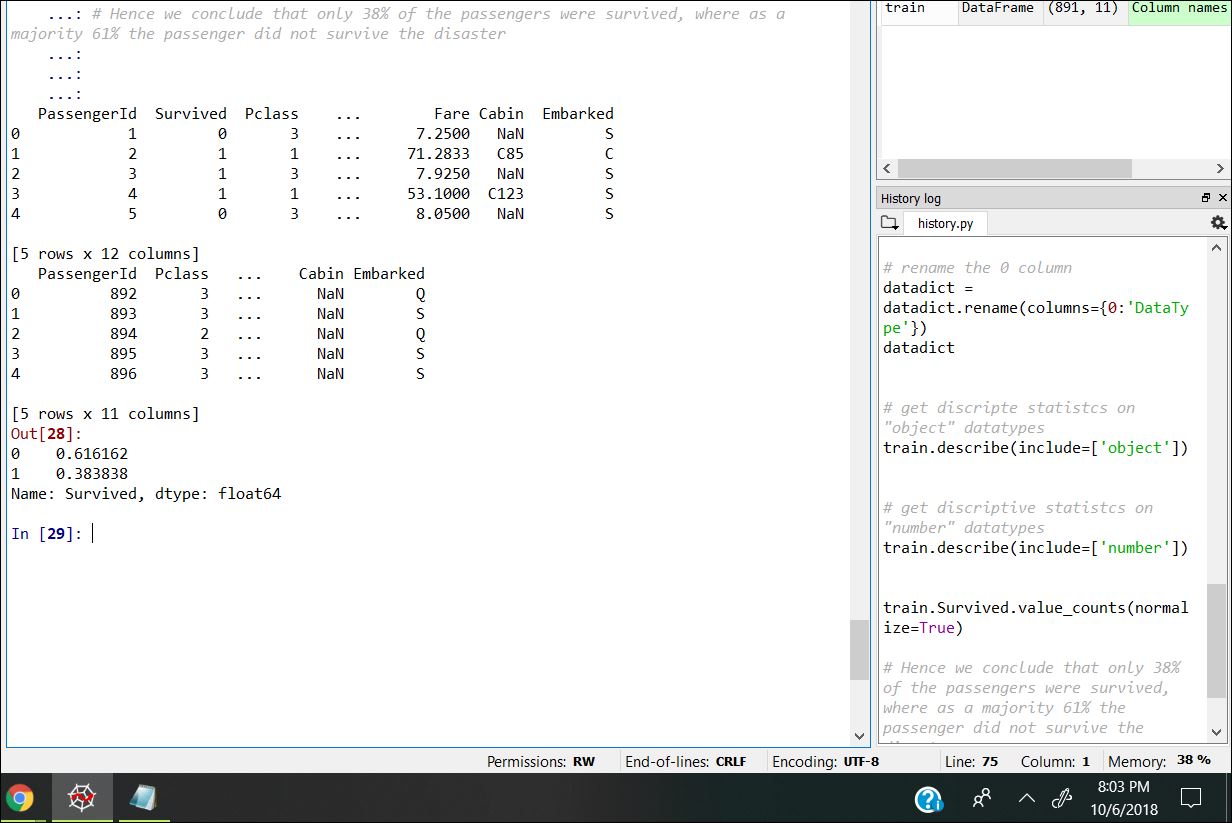 ...: # Hence we conclude that only 38% of the passengers were survived, where as a
majority 61% the passenger did not survive the disaster
...:
...:
...:
PassengerId Survived Pclass ... Fare Cabin Embarked
0 1 0 3 ... 7.2500 NaN S
1 2 1 1 ... 71.2833 C85 C
2 3 1 3 ... 7.9250 NaN S
3 4 1 1 ... 53.1000 C123 S
4 5 0 3 ... 8.0500 NaN S
[5 rows x 12 columns]
PassengerId Pclass ... Cabin Embarked
0 892 3 ... NaN Q
1 893 3 ... NaN S
2 894 2 ... NaN Q
3 895 3 ... NaN S
4 896 3 ... NaN S
[5 rows x 11 columns]
Out[28]:
0 0.616162
1 0.383838
Name: Survived, dtype: float64
In [29]:
train DataFrame (891, 11) Column names
History log
history.py
# rename the 0 column
datadict =
datadict.rename(columns={0:'DataTy
pe'})
datadict
# get discripte statistcs on
"object" datatypes
train.describe(include=['object'])
# get discriptive statistcs on
"number" datatypes
train.describe(include=['number'])
train.Survived.value_counts(normal
ize=True)
# Hence we conclude that only 38%
of the passengers were survived,
where as a majority 61% the
passenger did not survive the
Permissions: RW End-of-lines: CRLF Encoding: UTF-8 Line: 75 Column: 1 Memory: 38 %
8:03 PM
10/6/2018